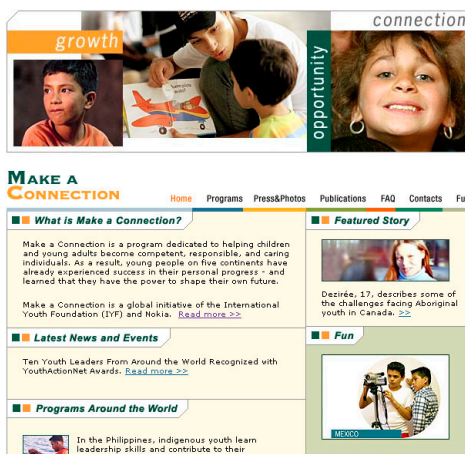 connection
growth
opportunity
MAKE A
CONNECTION
Home Programs Press&Photos Publications FAQ Contacts Fu
What is Make a Connection?
Make a Connection is a program dedicated to helping children
and young adults become competent, responsible, and caring
individuals. As a result, young people on five continents have
already experienced success in their personal progress - and
learned that they have the power to shape their own future.
Make a Connection is a global initiative of the International
Youth Foundation (IYF) and Nokia. Read more >>
Latest News and Events
Ten Youth Leaders From Around the World Recognized with
YouthActionNet Awards. Read more >>
Programs Around the World
In the Philippines, indigenous youth learn
leadership skills and contribute to their
Featured Story
Dezirée, 17, describes some of
the challenges facing Aboriginal
youth in Canada. >>
Fun
MEXICO